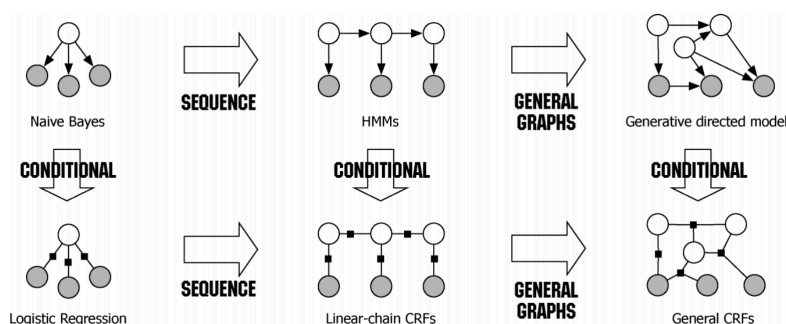 SEQUENCE
GENERAL
GRAPHS
Naive Bayes
HMMs
Generative directed model
CONDITIONAL
CONDITIONAL
CONDITIONAL
SEQUENCE
GENERAL
GRAPHS
Logistic Regression
Linear-chain CRFs
General CRFs